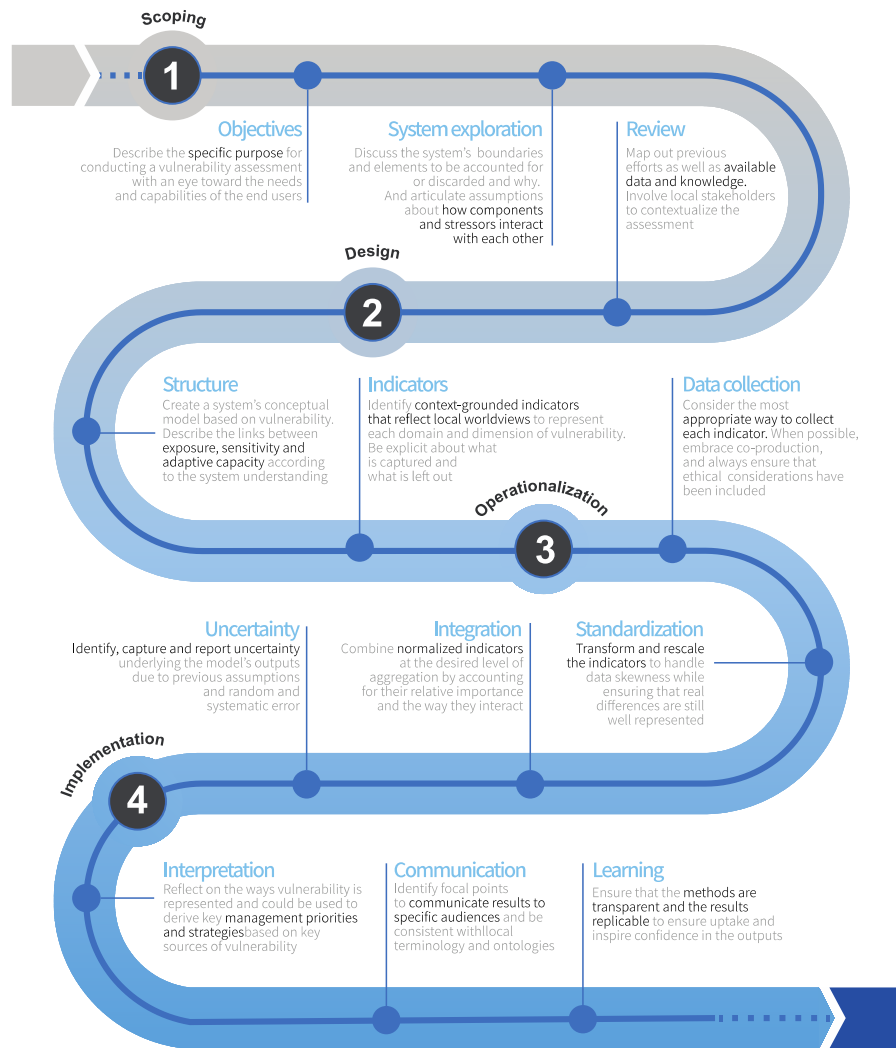 Scoping
1
Objectives
Describe the specific purpose for
conducting a vulnerability assessment
with an eye toward the needs
and capabilities of the end users
System exploration
Discuss the system's boundaries
and elements to be accounted for
or discarded and why.
And articulate assumptions
about how components
and stressors interact
with each other
Review
Map out previous
efforts as well as available
data and knowledge.
Involve local stakeholders
to contextualize the
assessment
Design
2
Structure
Create a system's conceptual
model based on vulnerability.
Describe the links between
exposure, sensitivity and
adaptive capacity according
to the system understanding
Indicators
Identify context-grounded indicators
that reflect local worldviews to represent
each domain and dimension of vulnerability.
Be explicit about what
is captured and
what is left out
Operationalization
3
Data collection
Consider the most
appropriate way to collect
each indicator. When possible,
embrace co-production,
and always ensure that
ethical considerations have
been included
Standardization
Transform and rescale
the indicators to handle
data skewness while
ensuring that real
differences are still
well represented
Integration
Combine normalized indicators
at the desired level of
aggregation by accounting
for their relative importance
and the way they interact
Uncertainty
Identify, capture and report uncertainty
underlying the model's outputs
due to previous assumptions
and random and
systematic error
Implementation
4
Interpretation
Reflect on the ways vulnerability is
represented and could be used to
derive key management priorities
and strategiesbased on key
sources of vulnerability
Communication
Identify focal points
to communicate results to
specific audiences and be
consistent withllocal
terminology and ontologies
Learning
Ensure that the methods are
transparent and the results
replicable to ensure uptake and
inspire confidence in the outputs